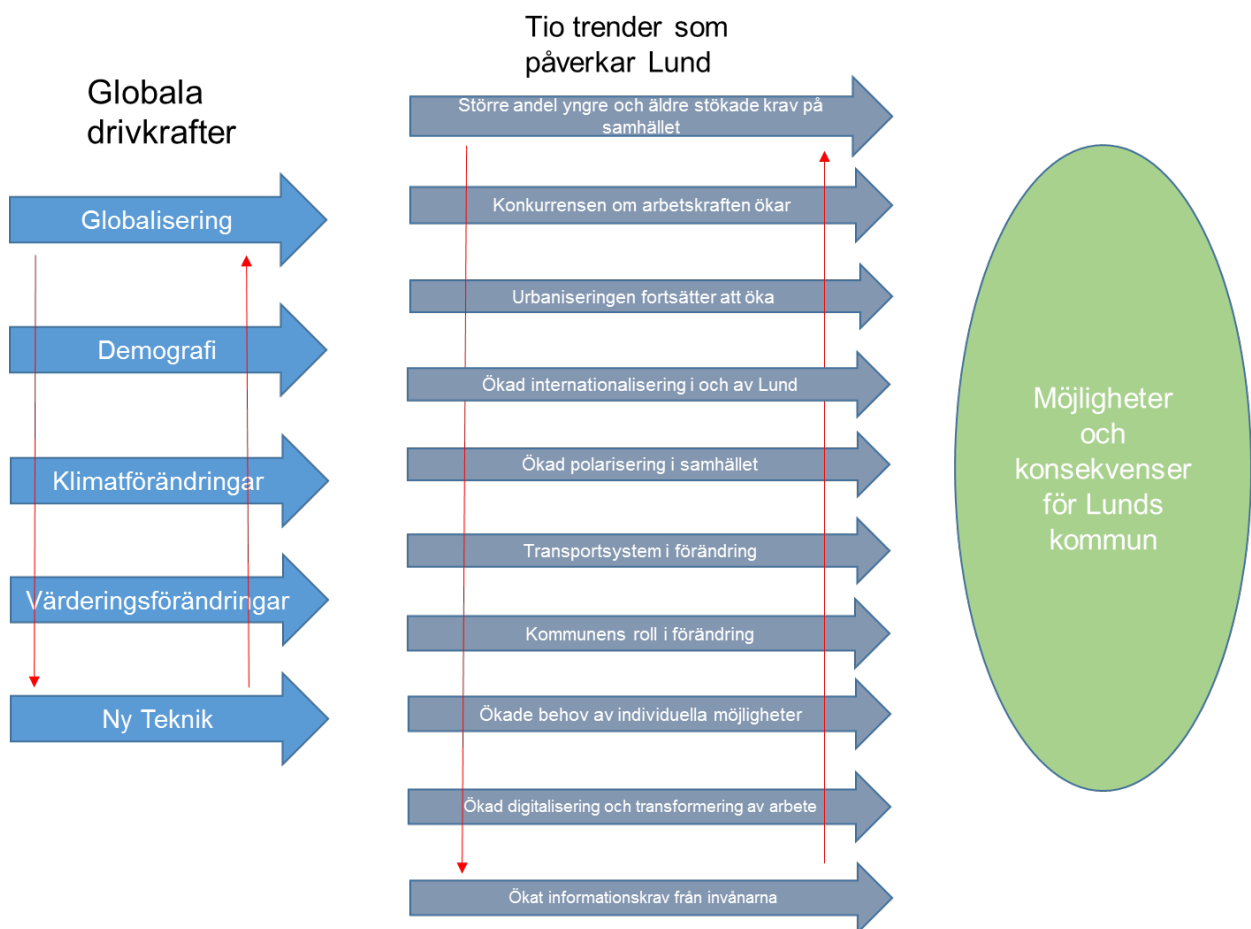 Globala
drivkrafter
Globalisering
Demografi
Klimatförändringar
Värderingsförändringar
Ny Teknik
Tio trender som
påverkar Lund
Större andel yngre och äldre stökade krav på
samhället
Konkurrensen om arbetskraften ökar
Urbaniseringen fortsätter att öka
Ökad internationalisering i och av Lund
Ökad polarisering i samhället
Transportsystem i förändring
Kommunens roll i förändring
Ökade behov av individuella möjligheter
Ökad digitalisering och transformering av arbete
Ökat informationskrav från invånarna
Möjligheter
och
konsekvenser
för Lunds
kommun